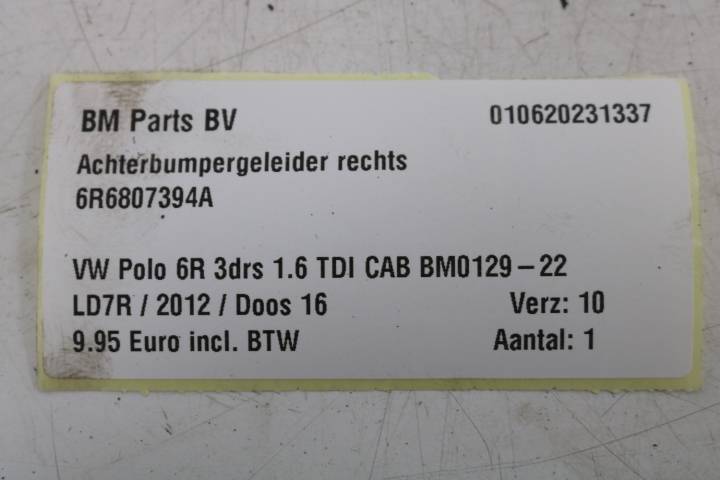 BM Parts BV 010620231337
Achterbumpergeleider rechts
6R6807394A
VW Polo 6R 3drs 1.6 TDI CAB BM0129-22
LD7R / 2012 / Doos 16 Verz: 10
9.95 Euro incl. BTW Aantal: 1